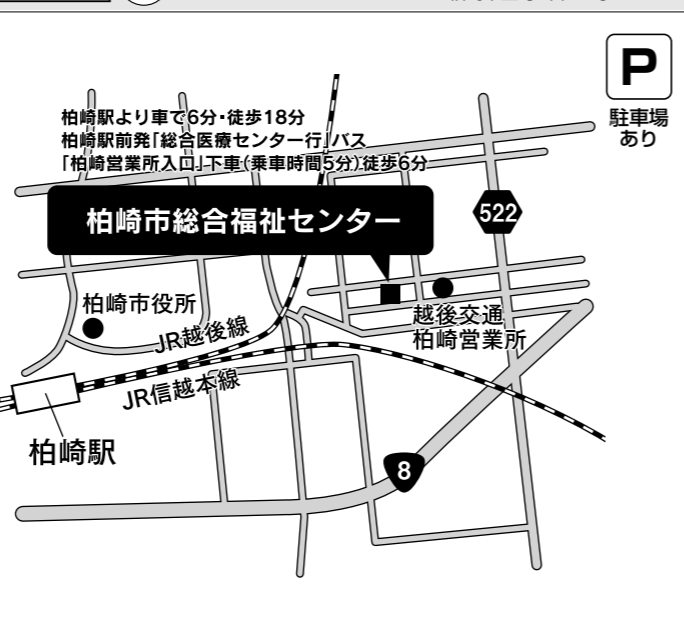 P
駐車場
あり
柏崎駅より車で6分・徒歩18分
柏崎駅前発「総合医療センター行」バス
「柏崎営業所入口」下車（乗車時間5分）徒歩6分
柏崎市総合福祉センター
522
柏崎市役所
越後交通
柏崎営業所
JR越後線
JR信越本線
柏崎駅
8